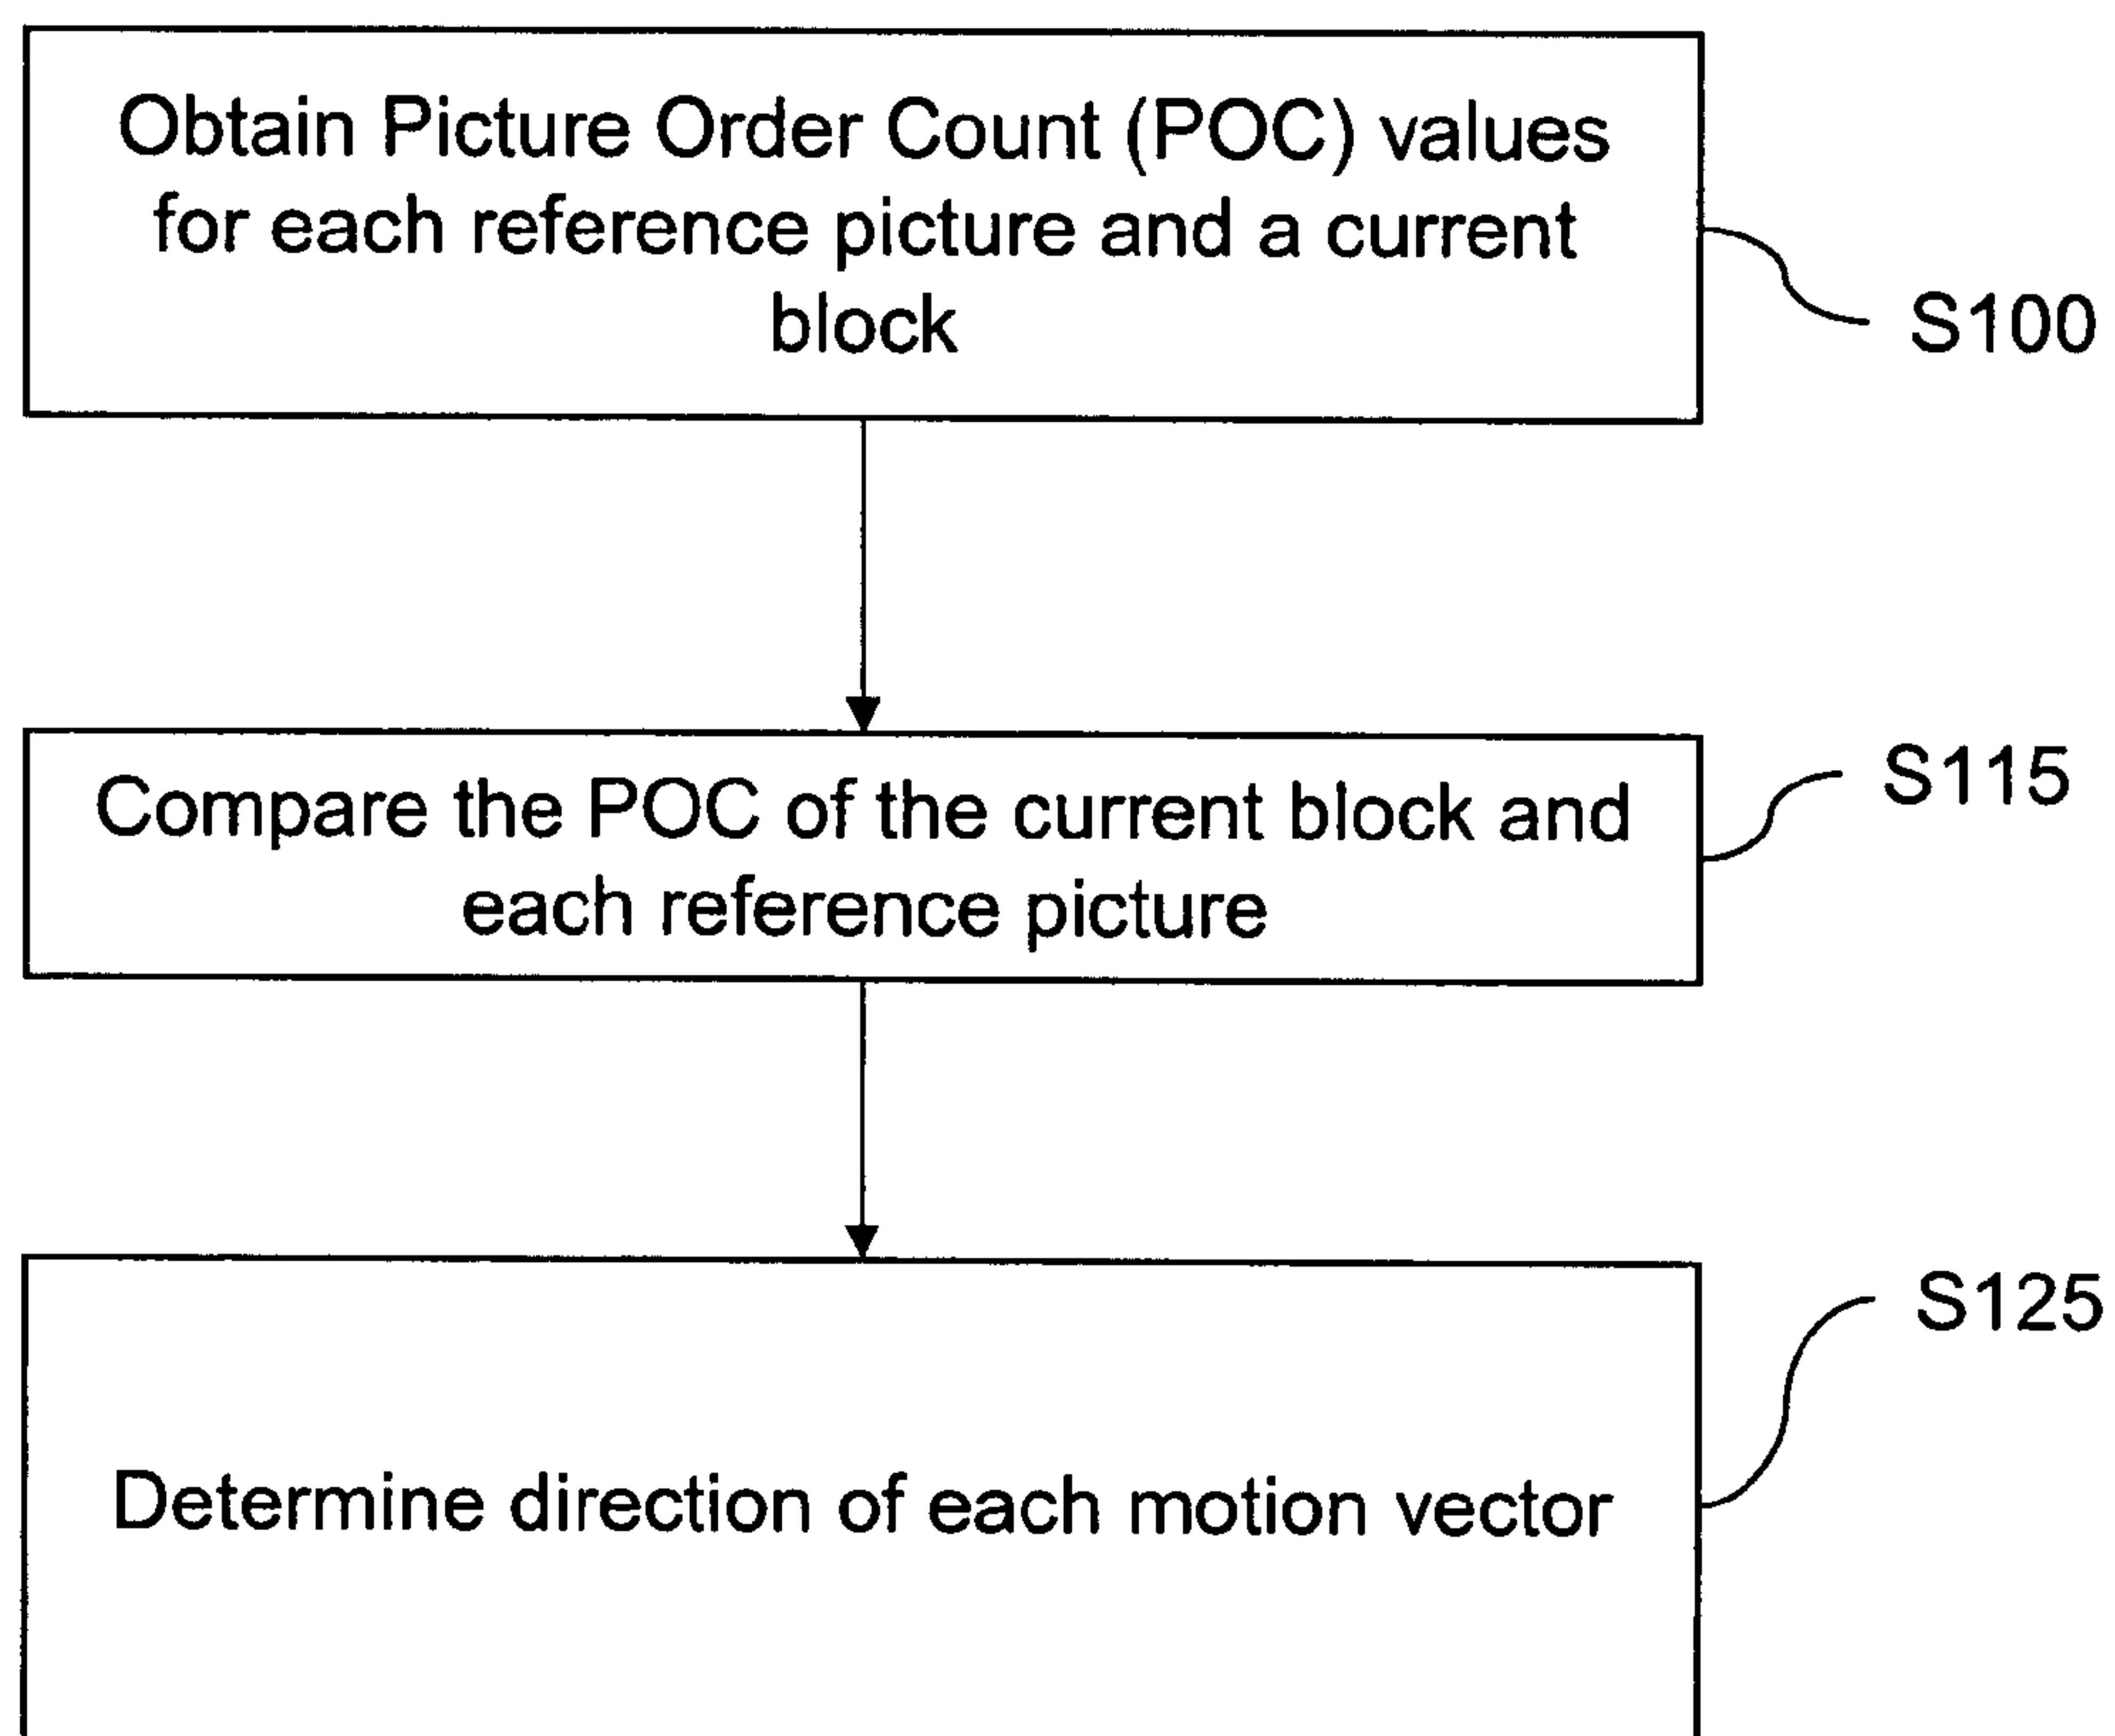 Obtain Picture Order Count (POC) values
for each reference picture and a current
block
S100
Compare the POC of the current block and
each reference picture
S115
Determine direction of each motion vector
S125